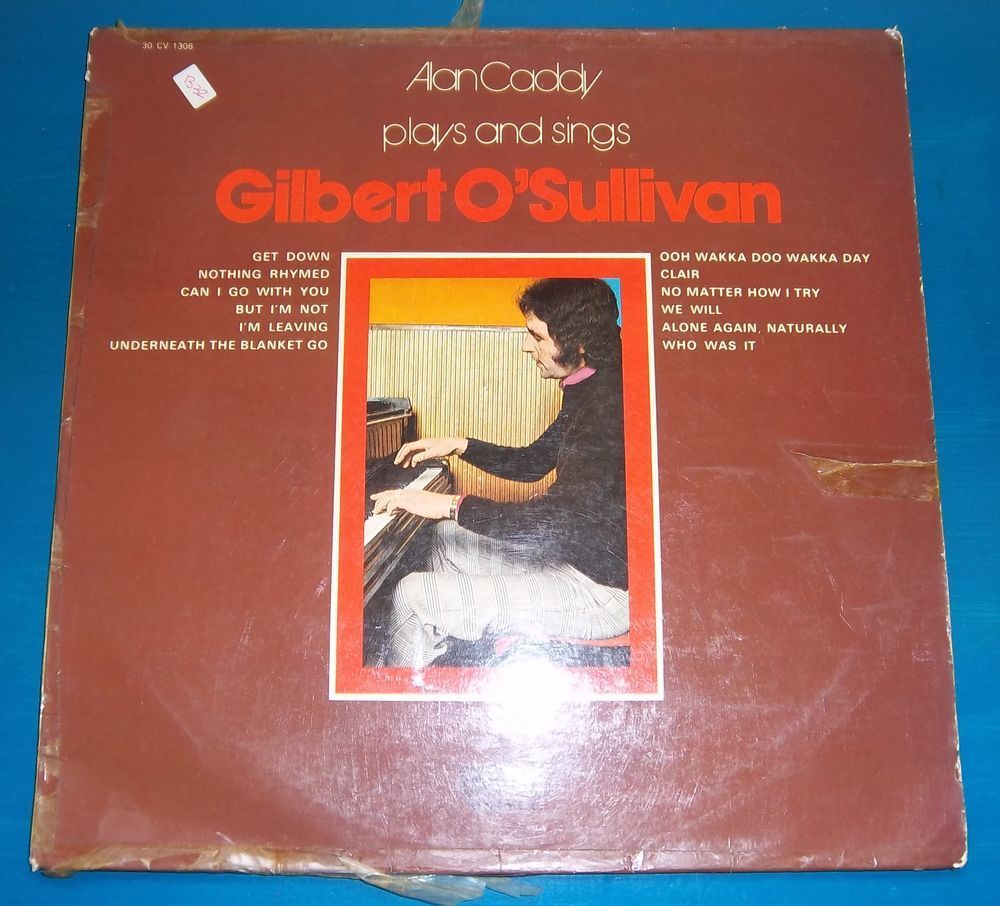 30 CV 1306
B32
Alan Caddy
plays and sings
Gilbert O'Sullivan
GET DOWN
NOTHING RHYMED
CAN I GO WITH YOU
BUT I'M NOT
I'M LEAVING
UNDERNEATH THE BLANKET GO
OOH WAKKA DOO WAKKA DAY
CLAIR
NO MATTER HOW I TRY
WE WILL
ALONE AGAIN, NATURALLY
WHO WAS IT